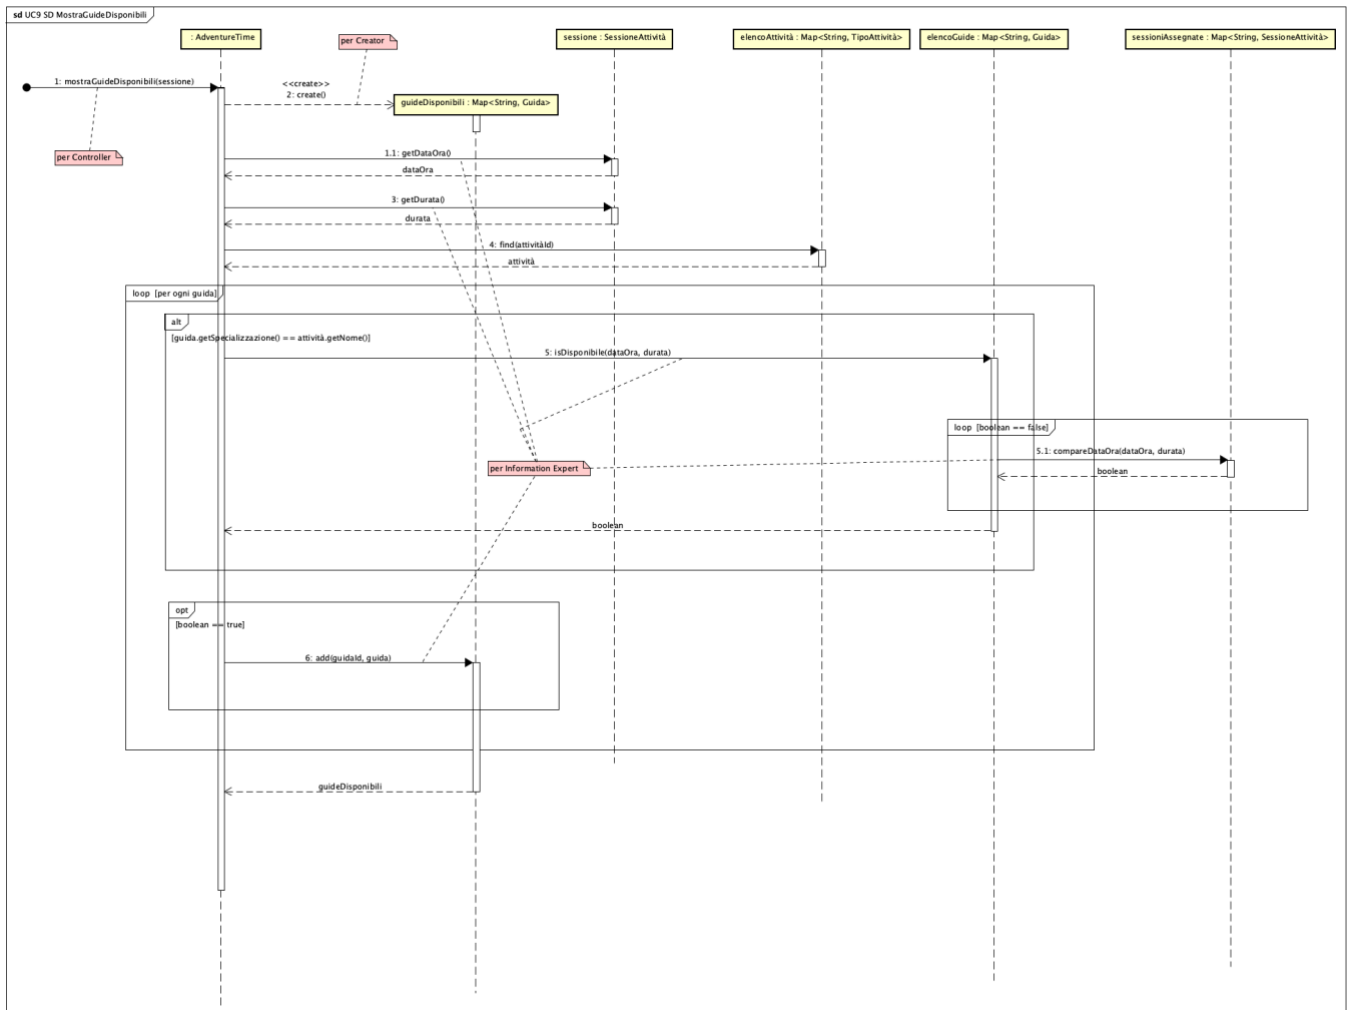 sd UC9 SD MostraGuideDisponibili
: AdventureTime
per Creator
sessione : SessioneAttività
elencoAttività : Map<String, TipoAttività>
elencoGuide : Map<String, Guida>
sessioniAssegnate : Map<String, SessioneAttività>
1: mostraGuideDisponibili(sessione)
<<create>>
2: create()
guideDisponibili : Map<String, Guida>
per Controller
1.1: getDataOra()
dataOra
3: getDurata()
durata
4: find(attivitàId)
attività
loop [per ogni guida]
alt
[guida.getSpecializzazione() == attività.getNome()]
5: isDisponibile(dataOra, durata)
loop [boolean == false]
5.1: compareDataOra(dataOra, durata)
per Information Expert
boolean
boolean
opt
[boolean == true]
6: add(guidaId, guida)
guideDisponibili